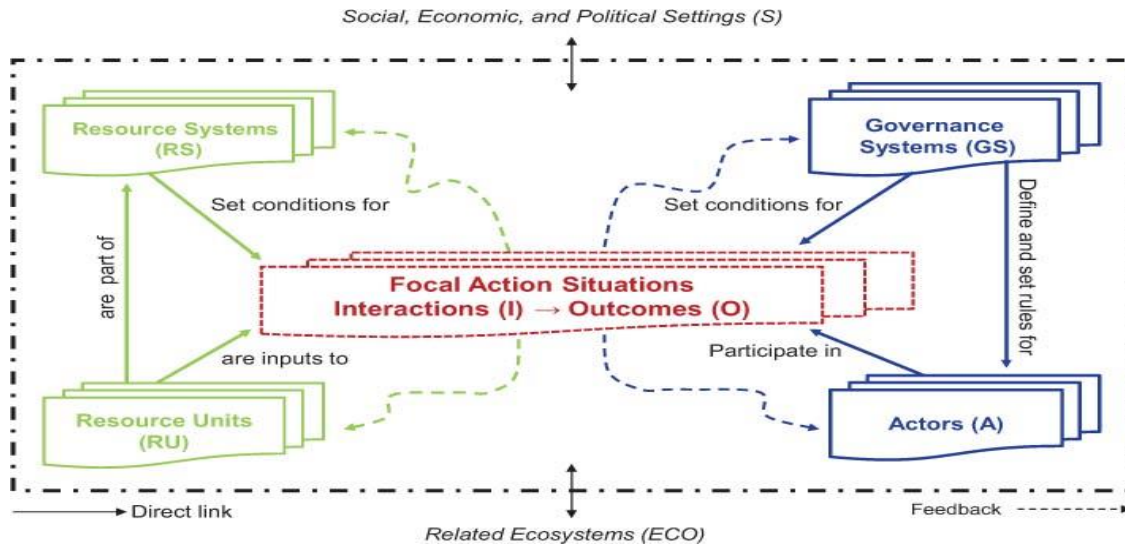 Social, Economic, and Political Settings (S)
Resource Systems
(RS)
Governance
Systems (GS)
Set conditions for
Set conditions for
are part of
Define and set rules for
Focal Action Situations
Interactions (I) → Outcomes (O)
are inputs to
Participate in
Resource Units
(RU)
Actors (A)
Direct link
Feedback
Related Ecosystems (ECO)